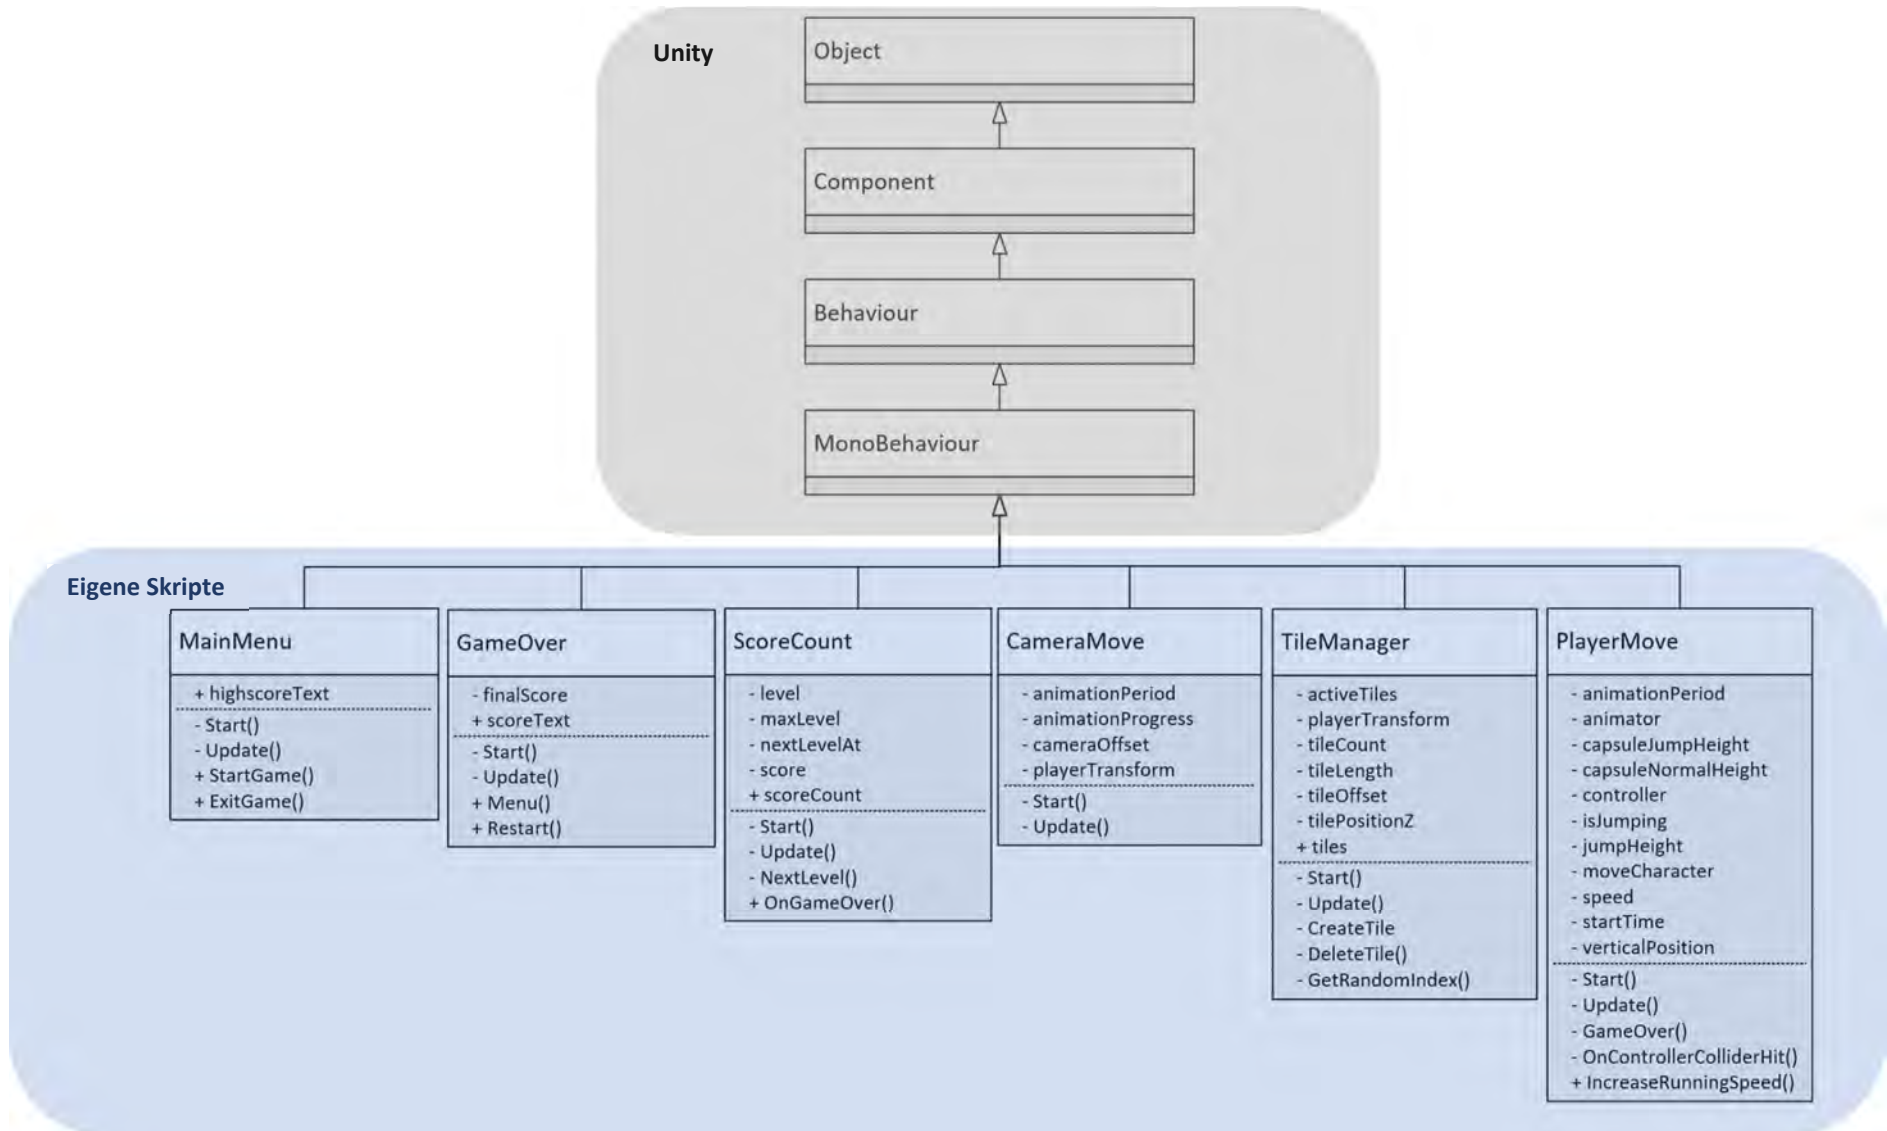 Unity
Object
Component
Behaviour
MonoBehaviour
Eigene Skripte
MainMenu
+ highscoreText
- Start()
- Update()
+ StartGame()
+ ExitGame()
GameOver
- finalScore
+ scoreText
- Start()
- Update()
+ Menu()
+ Restart()
ScoreCount
- level
- maxLevel
- nextLevelAt
- score
+ scoreCount
- Start()
- Update()
- NextLevel()
+ OnGameOver()
CameraMove
- animationPeriod
- animationProgress
- cameraOffset
- playerTransform
- Start()
- Update()
TileManager
- activeTiles
- playerTransform
- tileCount
- tileLength
- tileOffset
- tilePositionZ
+ tiles
- Start()
- Update()
- CreateTile
- DeleteTile()
- GetRandomIndex()
PlayerMove
- animationPeriod
- animator
- capsuleJumpHeight
- capsuleNormalHeight
- controller
- isJumping
- jumpHeight
- moveCharacter
- speed
- startTime
- verticalPosition
- Start()
- Update()
- GameOver()
- OnControllerColliderHit()
+ IncreaseRunningSpeed()